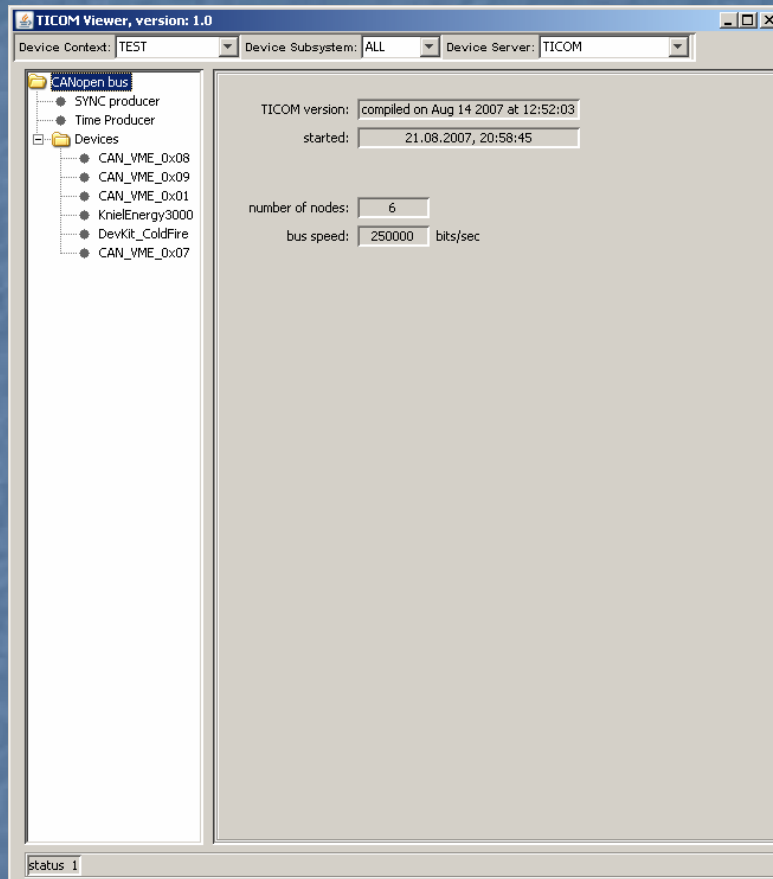 TICOM Viewer, version: 1.0
Device Context: TEST Device Subsystem: ALL Device Server: TICOM
CANopen bus
SYNC producer
Time Producer
Devices
CAN_VME_0x08
CAN_VME_0x09
CAN_VME_0x01
KnielEnergy3000
DevKit_ColdFire
CAN_VME_0x07
TICOM version: compiled on Aug 14 2007 at 12:52:03
started: 21.08.2007, 20:58:45
number of nodes: 6
bus speed: 250000 bits/sec
status 1